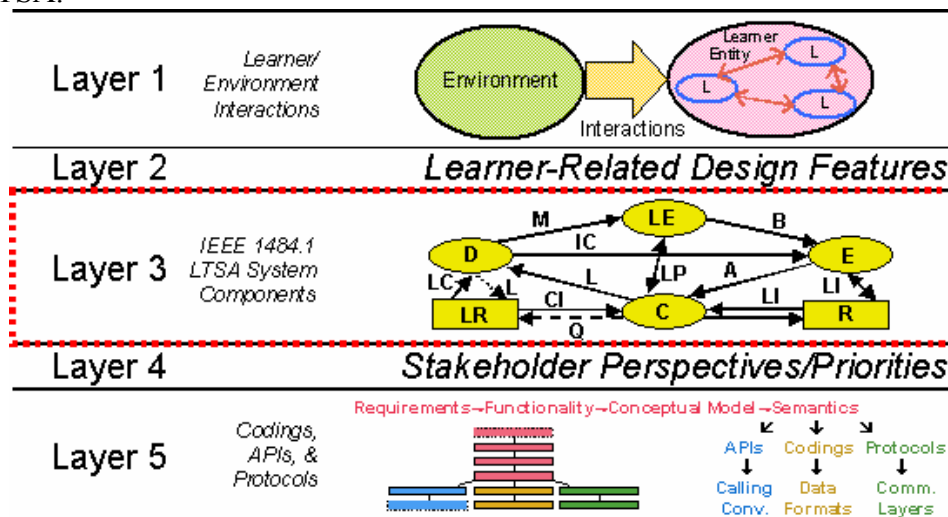 Layer 1
Learner/
Environment
Interactions
Environment
Interactions
Learner
Entity
L
L
L
Layer 2
Learner-Related Design Features
Layer 3
IEEE 1484.1
LTSA System
Components
M
LE
B
D
IC
E
LC
L
L
LP
A
LI
LR
CI
C
LI
R
Q
Layer 4
Stakeholder Perspectives/Priorities
Layer 5
Codings,
APIs, &
Protocols
Requirements→Functionality→Conceptual Model→Semantics
APIs Codings Protocols
Calling Data Comm.
Conv. Formats Layers